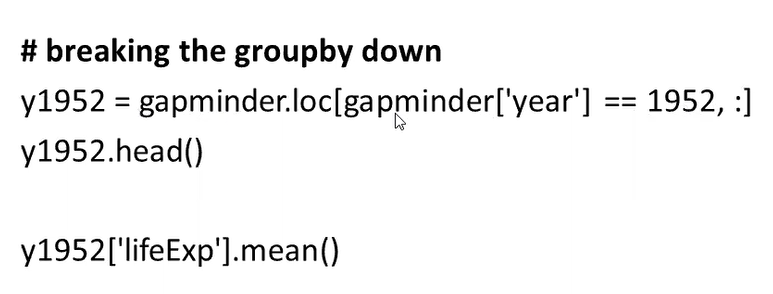 # breaking the groupby down
y1952 = gapminder.loc[gapminder['year'] == 1952, :]
y1952.head()
y1952['lifeExp'].mean()